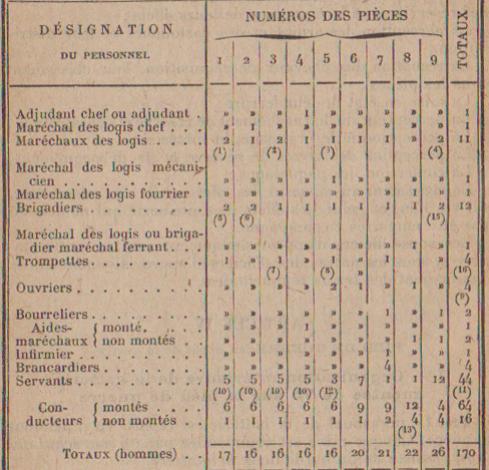 DÉSIGNATION
DU PERSONNEL
NUMÉROS DES PIÈCES
TOTAUX
1 2 3 4 5 6 7 8 9
Adjudant chef ou adjudant . » » » 1 » » » » » 1
Maréchal des logis chef . . . » 1 » » » » » » » 1
Maréchaux des logis . . . . 2 1 2 1 1 1 1 » 2 11
(1) (2) (3) (4)
Maréchal des logis mécani-
cien . . . . . . . . . . » » » » 1 » » » » 1
Maréchal des logis fourrier . » » » » » » » 1 » 1
Brigadiers . . . . . . . . . 2 2 1 1 1 1 1 1 2 12
(5) (6) (15)
Maréchal des logis ou briga-
dier maréchal ferrant . . . » » » » » » » 1 » 1
Trompettes . . . . . . . . . 1 » 1 » 1 » 1 » » 4
(7) (8) (16)
Ouvriers . . . . . . . . . » » » » 2 1 » 1 » 4
(9)
Bourreliers . . . . . . . . » » » » » » 1 » 1 2
Aides- { monté . . . . . » » » 1 » » » » » 1
maréchaux { non montés . . » » » » » » » 1 1 2
Infirmier . . . . . . . . . » » » » » » 1 » » 1
Brancardiers . . . . . . . » » » » » » 4 » » 4
Servants . . . . . . . . . 5 5 5 5 3 7 1 1 12 44
(10) (10) (10) (10) (12) (11)
Con- { montés . . . . 6 6 6 6 6 9 9 12 4 64
ducteurs { non montés . . 1 1 1 1 1 1 2 4 4 16
(13)
TOTAUX (hommes) . . 17 16 16 16 16 20 21 22 26 170